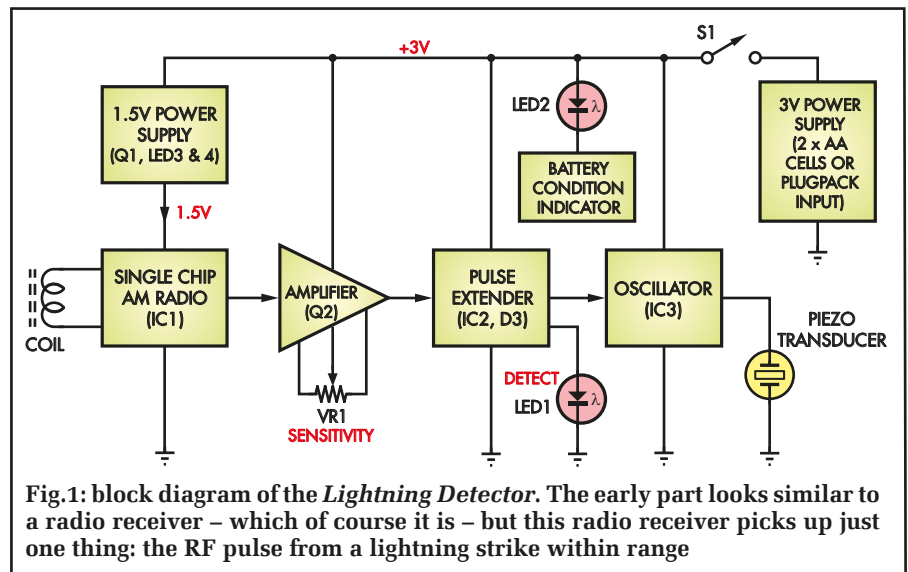 S1
+3V
1.5V POWER
SUPPLY
(Q1, LED3 & 4)
LED2
λ
3V POWER
SUPPLY
(2 x AA
CELLS OR
PLUGPACK
INPUT)
BATTERY
CONDITION
INDICATOR
1.5V
SINGLE CHIP
AM RADIO
(IC1)
COIL
AMPLIFIER
(Q2)
VR1
SENSITIVITY
PULSE
EXTENDER
(IC2, D3)
OSCILLATOR
(IC3)
PIEZO
TRANSDUCER
DETECT
LED1
λ
Fig.1: block diagram of the Lightning Detector. The early part looks similar to
a radio receiver – which of course it is – but this radio receiver picks up just
one thing: the RF pulse from a lightning strike within range